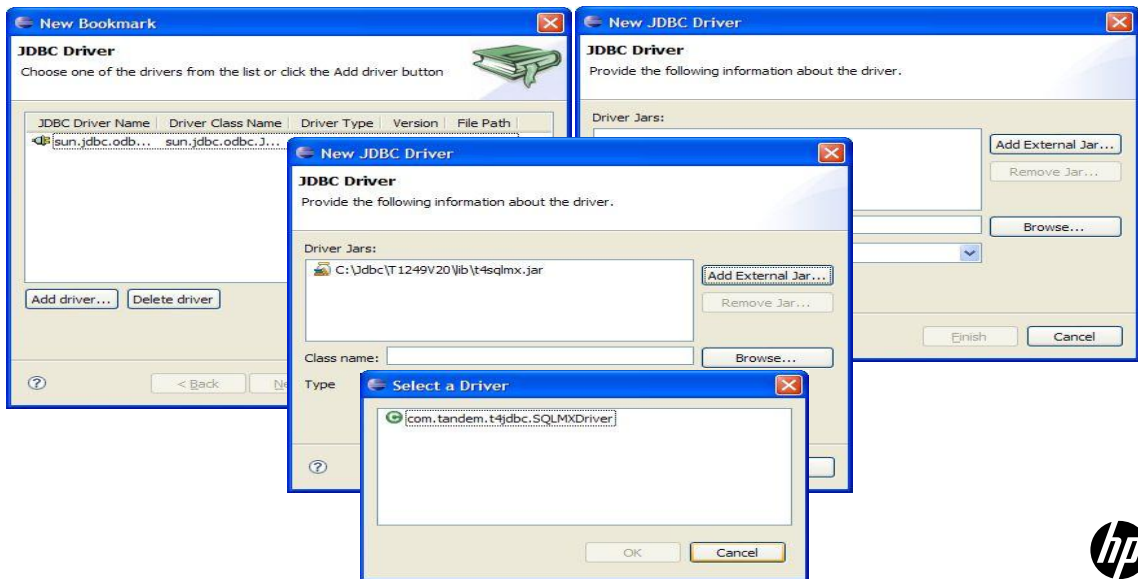 New Bookmark
JDBC Driver
Choose one of the drivers from the list or click the Add driver button
JDBC Driver Name Driver Class Name Driver Type Version File Path
sun.jdbc.odb... sun.jdbc.odbc.J...
Add driver... Delete driver
< Back
New JDBC Driver
JDBC Driver
Provide the following information about the driver.
Driver Jars:
Add External Jar...
Remove Jar...
Browse...
Finish Cancel
New JDBC Driver
JDBC Driver
Provide the following information about the driver.
Driver Jars:
C:\Jdbc\T1249V20\lib\t4sqlmx.jar
Add External Jar...
Remove Jar...
Class name:
Browse...
Type
Select a Driver
com.tandem.t4jdbc.SQLMXDriver
OK Cancel
hp